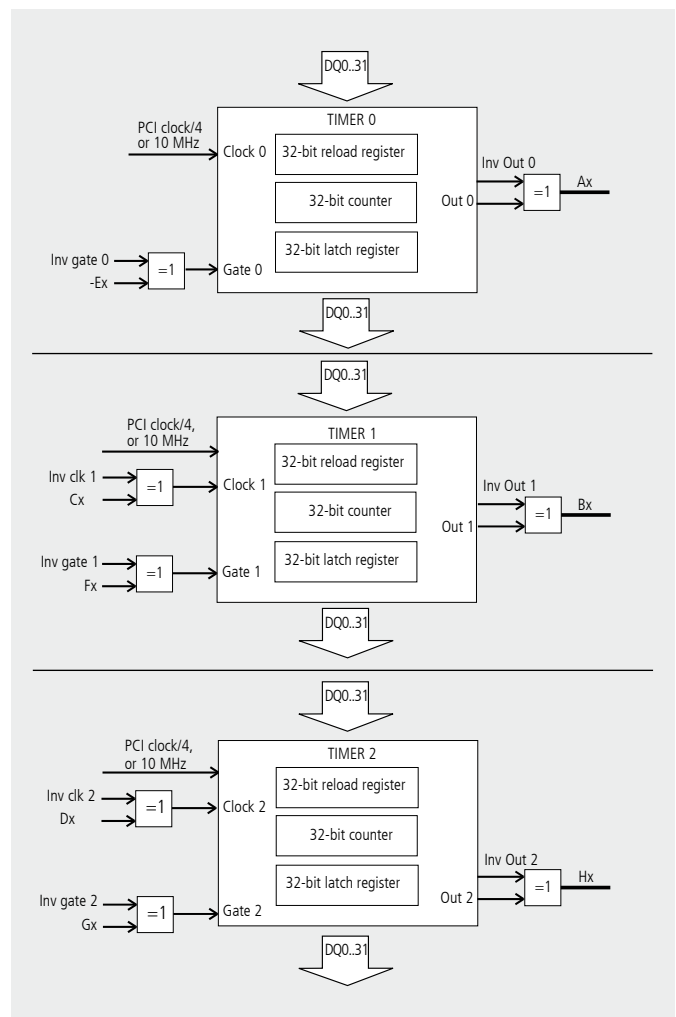 DQ0..31
TIMER 0
PCI clock/4
or 10 MHz
Clock 0
32-bit reload register
Inv Out 0
=1
Ax
32-bit counter
Out 0
32-bit latch register
Inv gate 0
-Ex
=1
Gate 0
DQ0..31
DQ0..31
TIMER 1
PCI clock/4,
or 10 MHz
32-bit reload register
Inv clk 1
Cx
=1
Clock 1
Inv Out 1
=1
Bx
32-bit counter
Out 1
32-bit latch register
Inv gate 1
Fx
=1
Gate 1
DQ0..31
DQ0..31
TIMER 2
PCI clock/4,
or 10 MHz
32-bit reload register
Inv clk 2
Dx
=1
Clock 2
32-bit counter
Inv Out 2
=1
Hx
32-bit latch register
Out 2
Inv gate 2
Gx
=1
Gate 2
DQ0..31